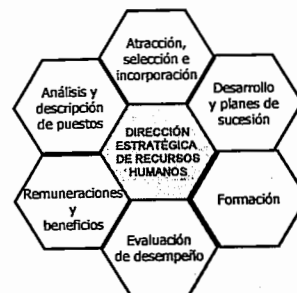 Atracción,
selección e
incorporación
Análisis y
descripción
de puestos
Desarrollo
y planes de
sucesión
DIRECCIÓN
ESTRATÉGICA
DE RECURSOS
HUMANOS
Remuneraciones
y
beneficios
Formación
Evaluación
de desempeño